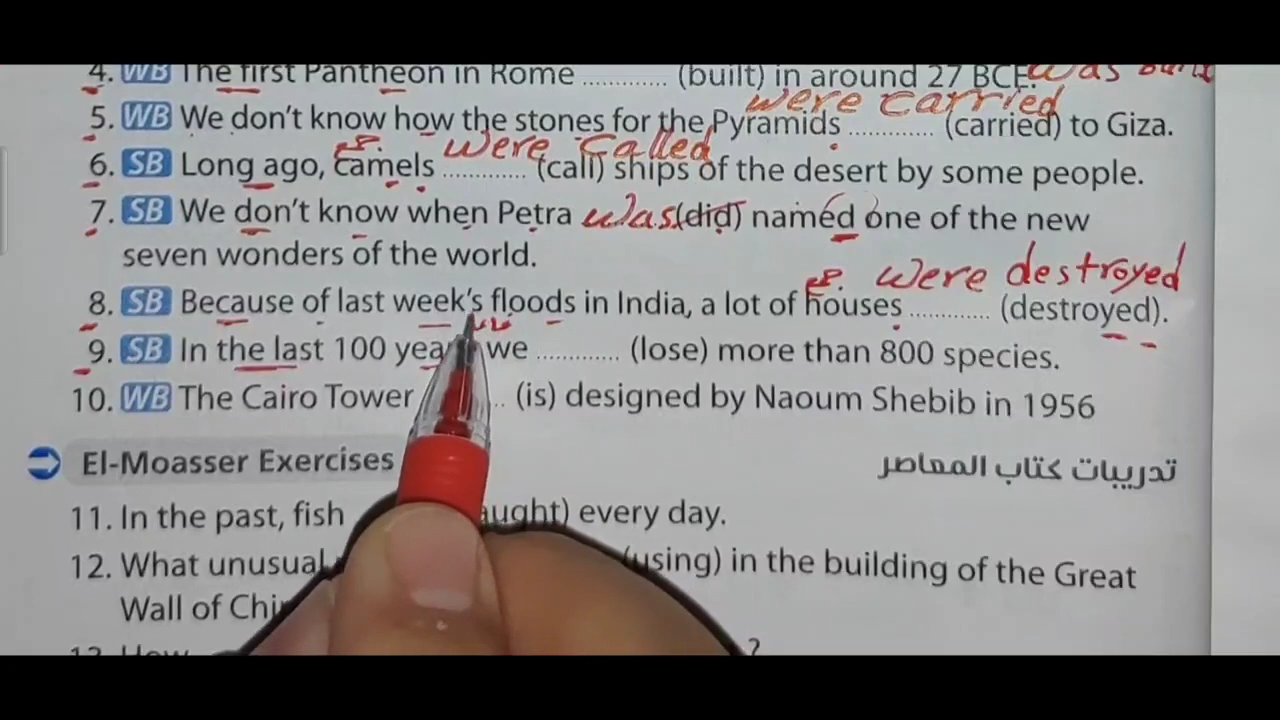 4. WB The first Pantheon in Rome ............ (built) in around 27 BCE. was built
were carried
5. WB We don't know how the stones for the Pyramids ............ (carried) to Giza.
جمع were called
6. SB Long ago, camels ............ (call) ships of the desert by some people.
7. SB We don't know when Petra was (did) named one of the new
seven wonders of the world.
جمع were destroyed
8. SB Because of last week's floods in India, a lot of houses ............ (destroyed).
9. SB In the last 100 years we ............ (lose) more than 800 species.
10. WB The Cairo Tower .. (is) designed by Naoum Shebib in 1956
El-Moasser Exercises تدريبات كتاب المعاصر
11. In the past, fish aught) every day.
12. What unusual (using) in the building of the Great
Wall of Chi
13. How ?